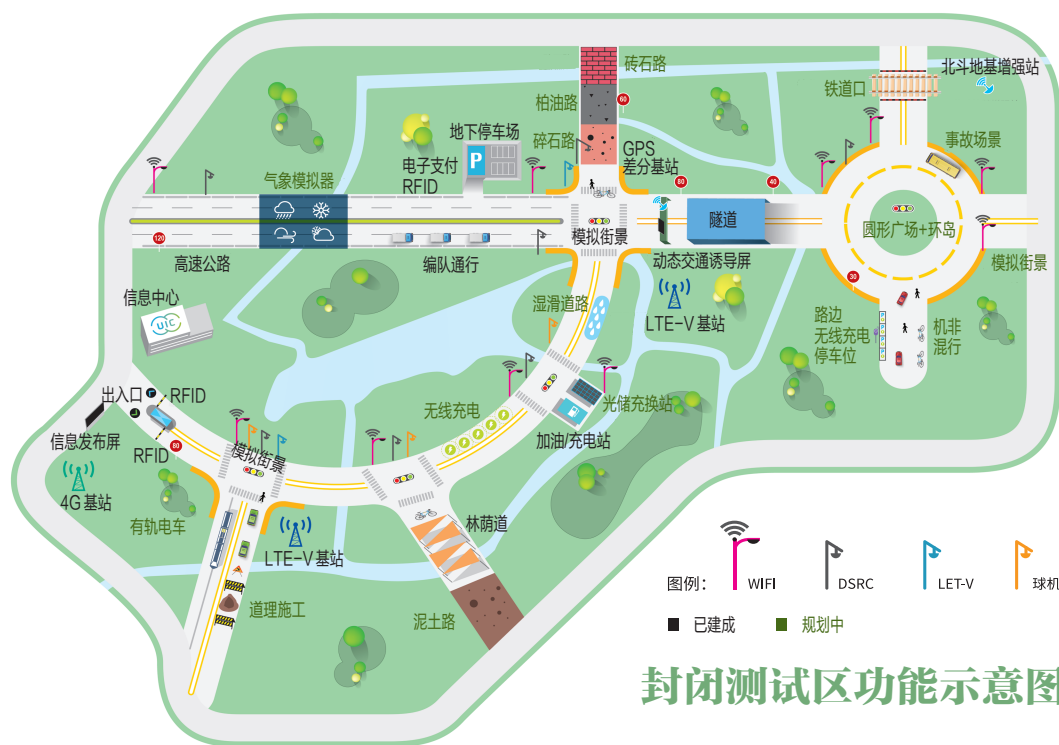 砖石路
北斗地基增强站
铁道口
柏油路
60
地下停车场
碎石路
GPS
差分基站
事故场景
电子支付
RFID
P
气象模拟器
80
40
隧道
圆形广场+环岛
模拟街景
120
高速公路
编队通行
动态交通诱导屏
模拟街景
信息中心
UIC
湿滑道路
LTE-V 基站
30
路边
无线充电
停车位
机非
混行
出入口
RFID
无线充电
光储充换站
信息发布屏
RFID
80
模拟街景
加油/充电站
4G 基站
有轨电车
LTE-V 基站
林荫道
道理施工
泥土路
图例：
WIFI
DSRC
LET-V
球机
已建成
规划中
封闭测试区功能示意图